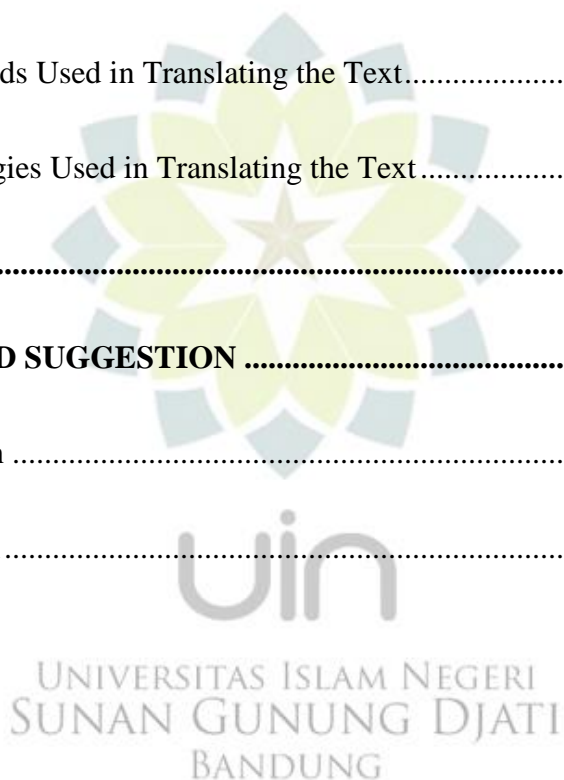 ds Used in Translating the Text....................
gies Used in Translating the Text.................
................................................................
D SUGGESTION .....................................
n ..............................................................
...............................................................
uin
UNIVERSITAS ISLAM NEGERI
SUNAN GUNUNG DJATI
BANDUNG